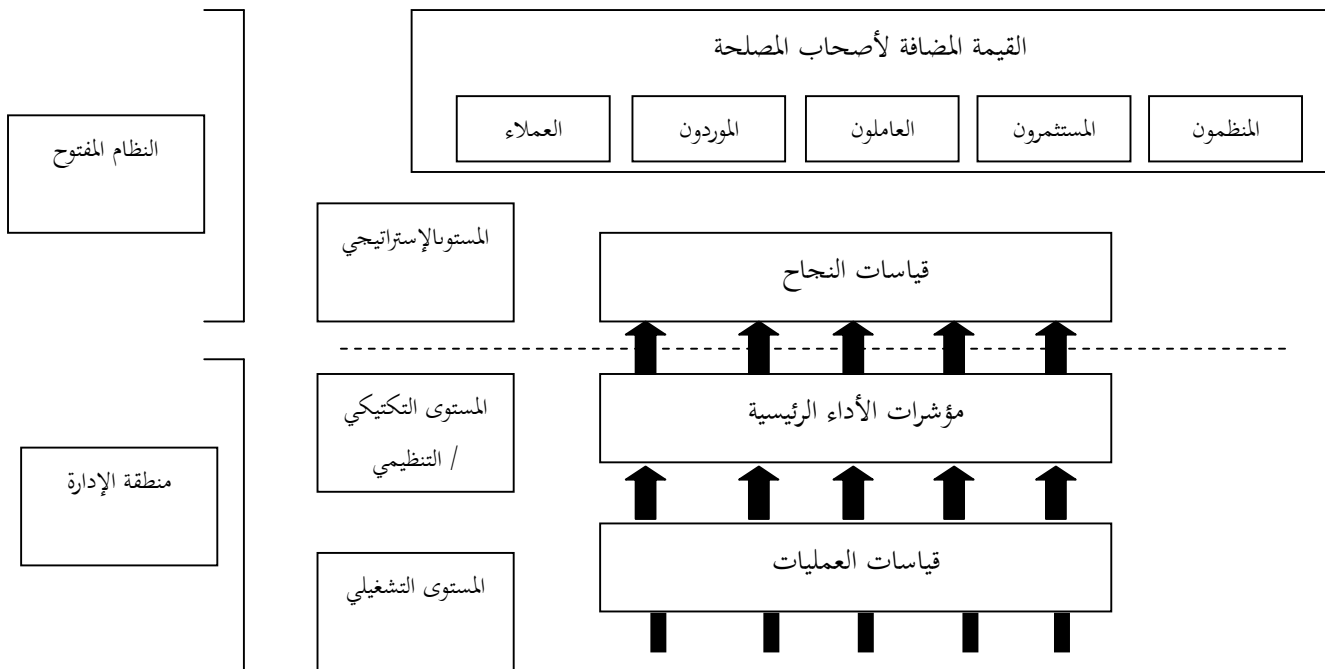 القيمة المضافة لأصحاب المصلحة
المنظمون
المستثمرون
العاملون
الموردون
العملاء
النظام المفتوح
المستوىالإستراتيجي
قياسات النجاح
المستوى التكتيكي
/ التنظيمي
مؤشرات الأداء الرئيسية
منطقة الإدارة
المستوى التشغيلي
قياسات العمليات